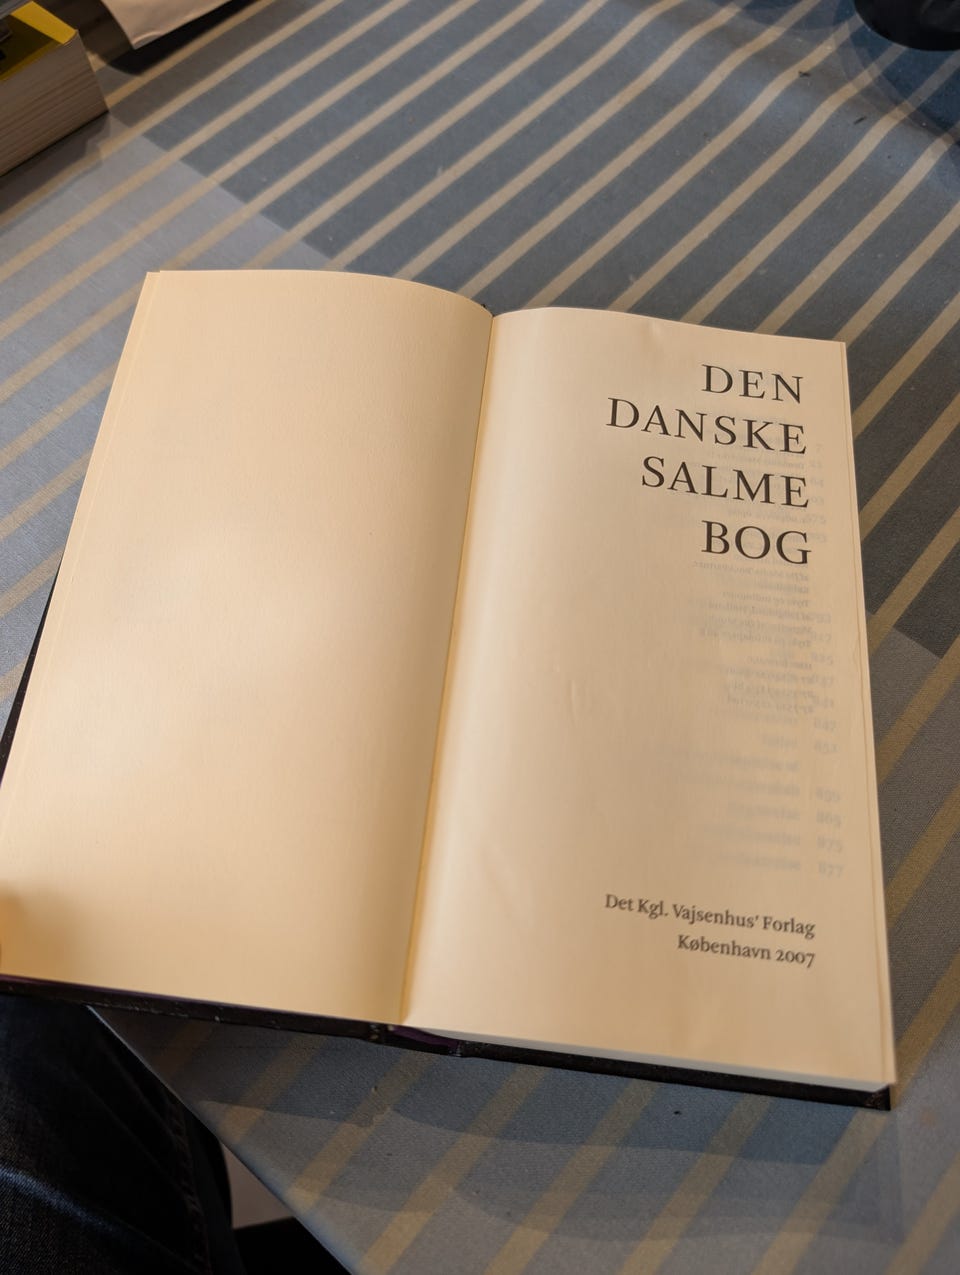 DEN
DANSKE
SALME
BOG
Det Kgl. Vajsenhus' Forlag
København 2007